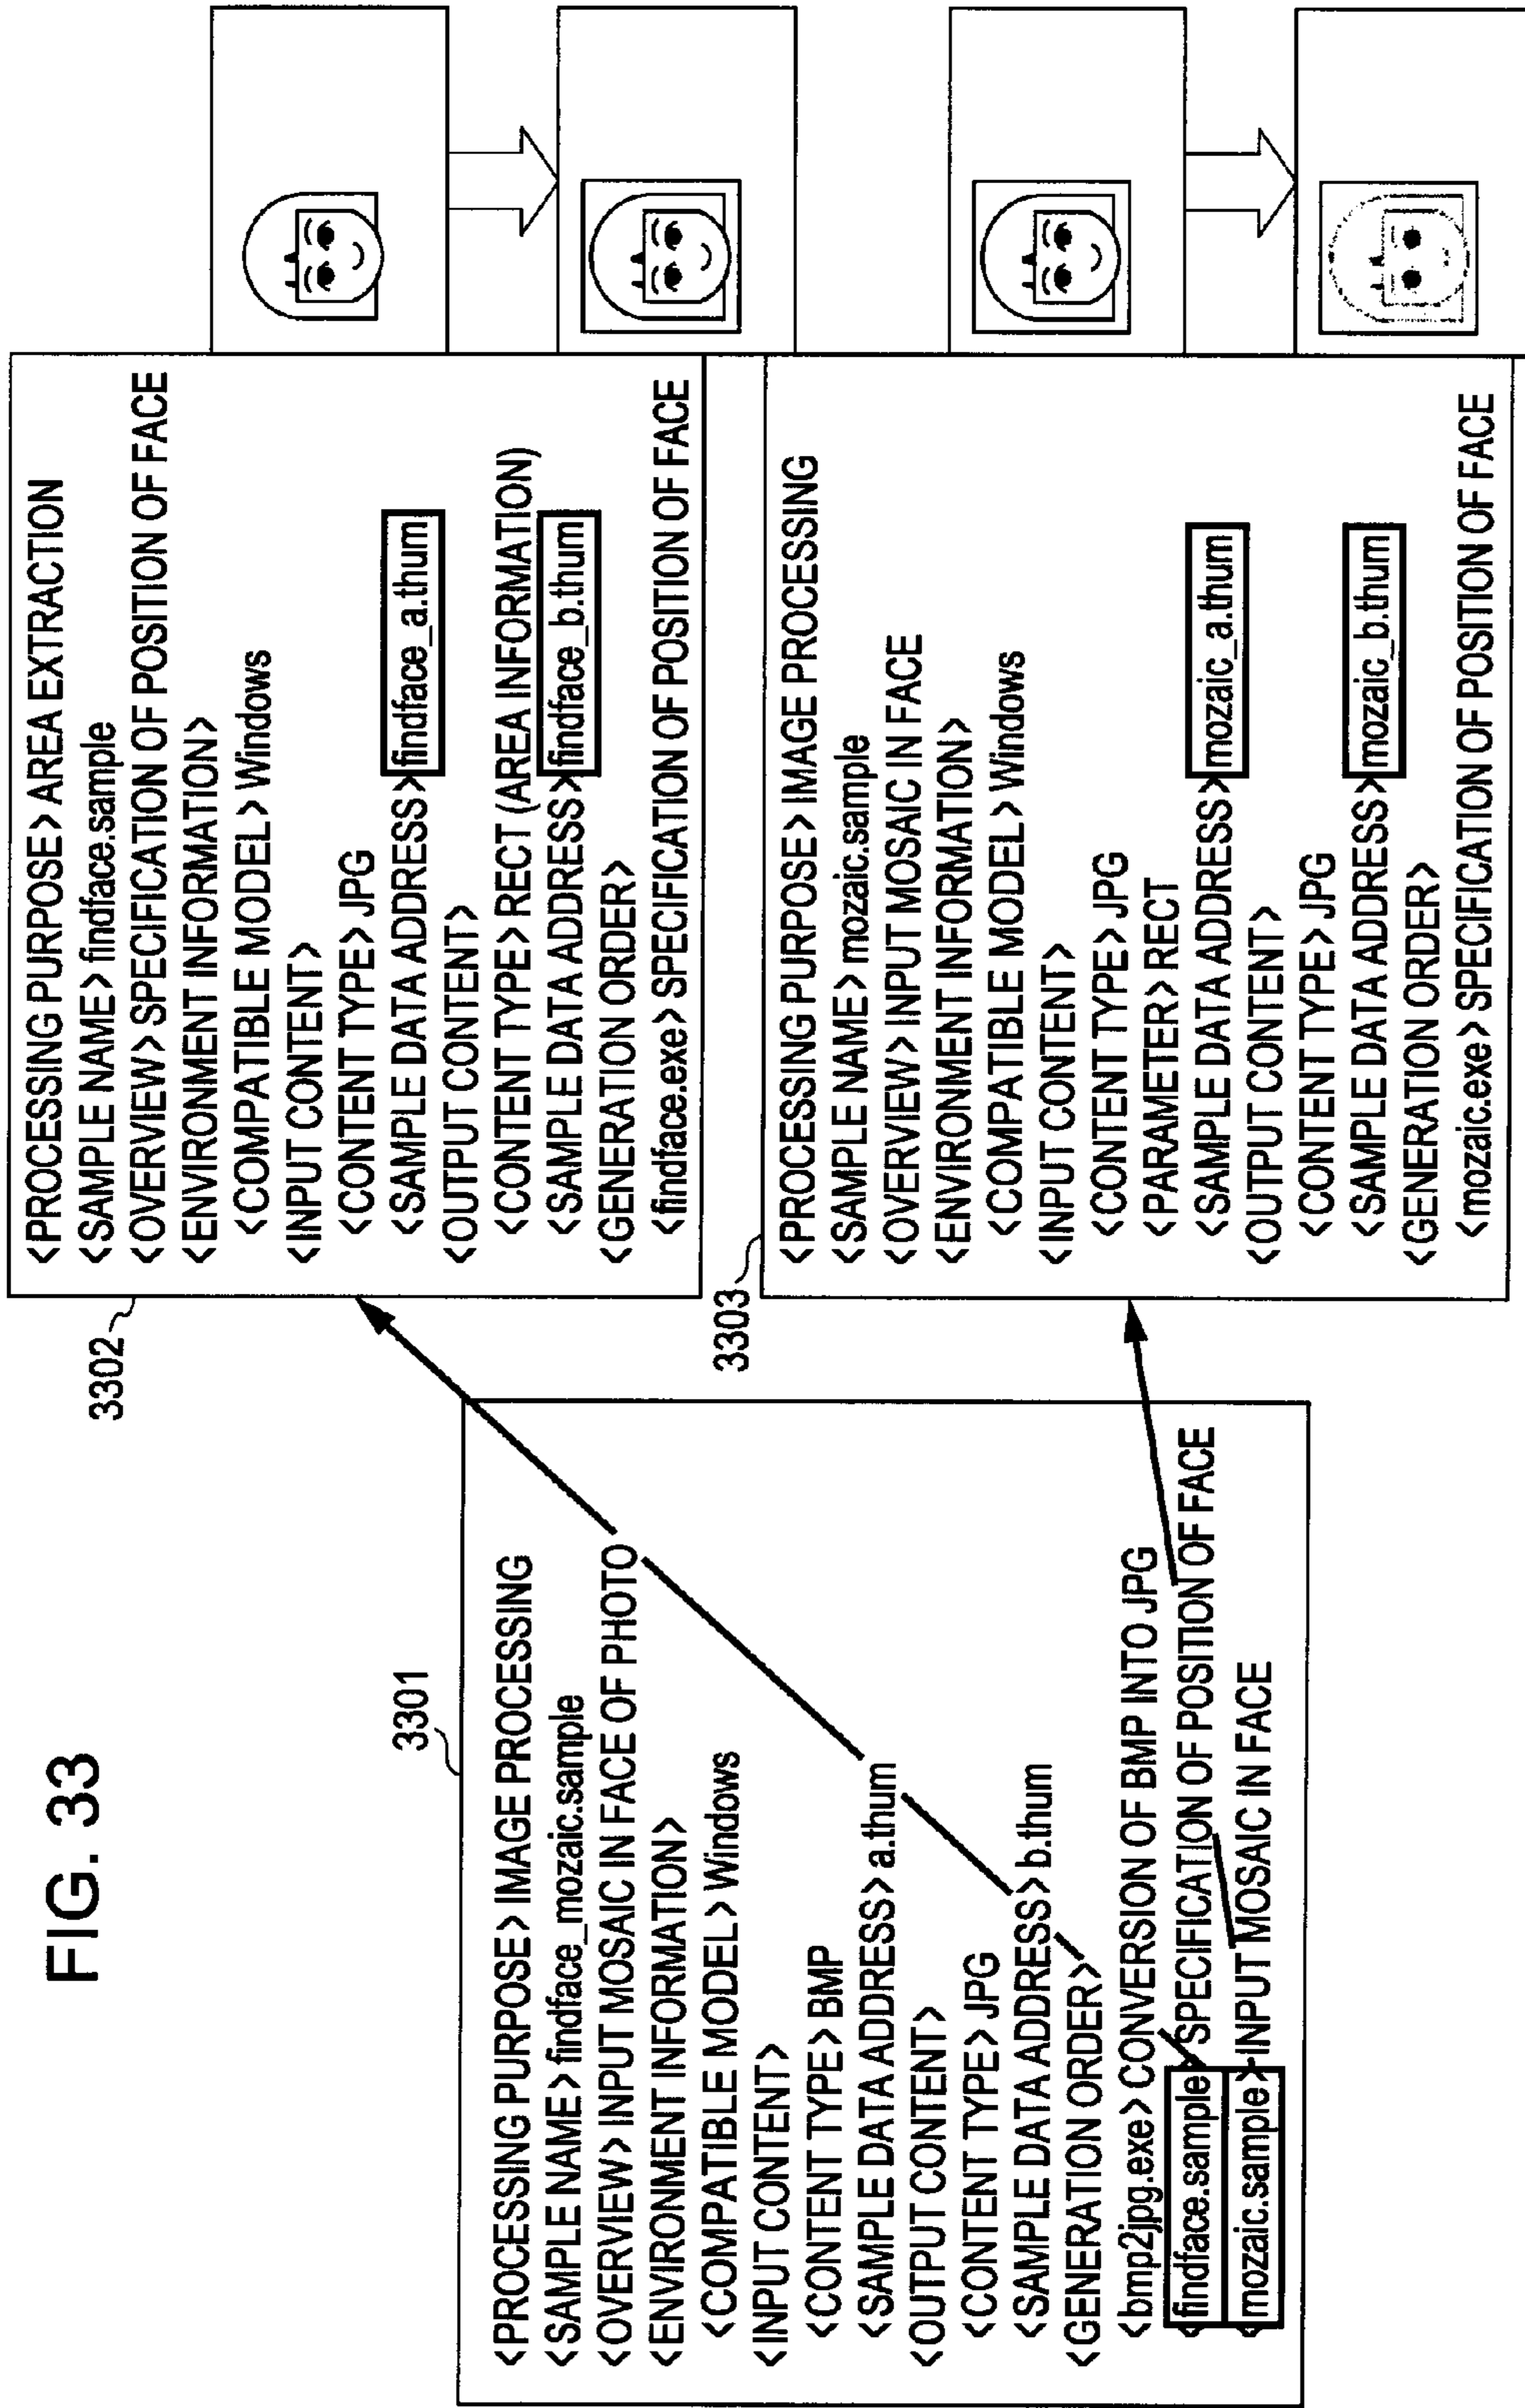 FIG. 33
3301
<PROCESSING PURPOSE> IMAGE PROCESSING
<SAMPLE NAME> findface_mozaic.sample
<OVERVIEW> INPUT MOSAIC IN FACE OF PHOTO
<ENVIRONMENT INFORMATION>
<COMPATIBLE MODEL> Windows
<INPUT CONTENT>
<CONTENT TYPE> BMP
<SAMPLE DATA ADDRESS> a.thum
<OUTPUT CONTENT>
<CONTENT TYPE> JPG
<SAMPLE DATA ADDRESS> b.thum
<GENERATION ORDER>
<bmp2jpg.exe> CONVERSION OF BMP INTO JPG
<findface.sample> SPECIFICATION OF POSITION OF FACE
<mozaic.sample> INPUT MOSAIC IN FACE
3302
<PROCESSING PURPOSE> AREA EXTRACTION
<SAMPLE NAME> findface.sample
<OVERVIEW> SPECIFICATION OF POSITION OF FACE
<ENVIRONMENT INFORMATION>
<COMPATIBLE MODEL> Windows
<INPUT CONTENT>
<CONTENT TYPE> JPG
<SAMPLE DATA ADDRESS> findface_a.thum
<OUTPUT CONTENT>
<CONTENT TYPE> RECT (AREA INFORMATION)
<SAMPLE DATA ADDRESS> findface_b.thum
<GENERATION ORDER>
<findface.exe> SPECIFICATION OF POSITION OF FACE
3303
<PROCESSING PURPOSE> IMAGE PROCESSING
<SAMPLE NAME> mozaic.sample
<OVERVIEW> INPUT MOSAIC IN FACE
<ENVIRONMENT INFORMATION>
<COMPATIBLE MODEL> Windows
<INPUT CONTENT>
<CONTENT TYPE> JPG
<PARAMETER> RECT
<SAMPLE DATA ADDRESS> mozaic_a.thum
<OUTPUT CONTENT>
<CONTENT TYPE> JPG
<SAMPLE DATA ADDRESS> mozaic_b.thum
<GENERATION ORDER>
<mozaic.exe> SPECIFICATION OF POSITION OF FACE